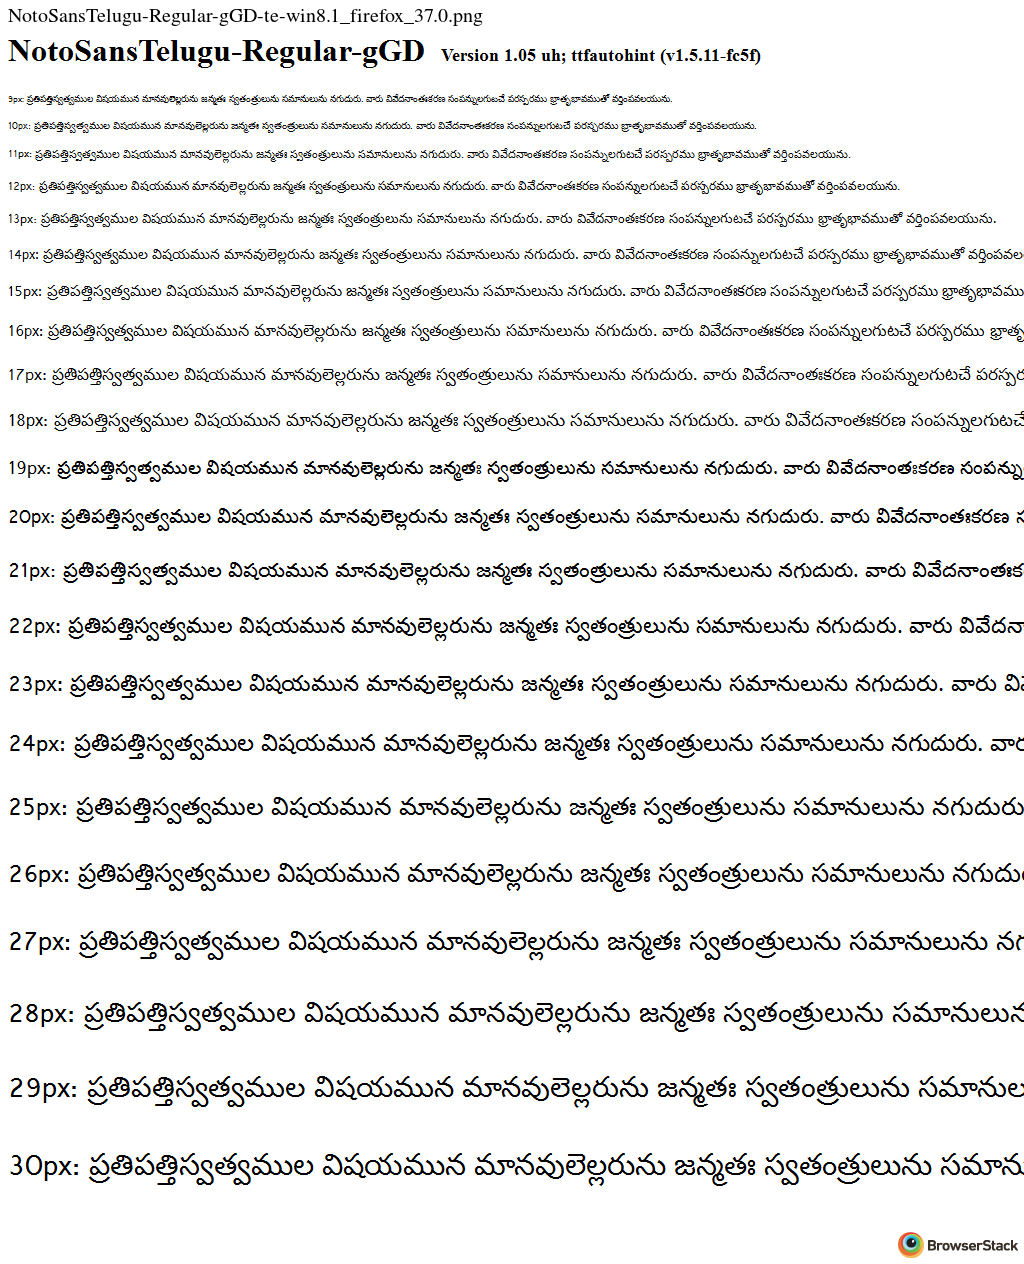 NotoSansTelugu-Regular-gGD-te-win8.1_firefox_37.0.png
NotoSansTelugu-Regular-gGD Version 1.05 uh; ttfautohint (v1.5.11-fc5f)
9px: ప్రతిపత్తిస్వత్వముల విషయమున మానవులెల్లరును జన్మతః స్వతంత్రులును సమానులును నగుదురు. వారు వివేదనాంతఃకరణ సంపన్నులగుటచే పరస్పరము భ్రాతృభావముతో వర్తింపవలయును.
10px: ప్రతిపత్తిస్వత్వముల విషయమున మానవులెల్లరును జన్మతః స్వతంత్రులును సమానులును నగుదురు. వారు వివేదనాంతఃకరణ సంపన్నులగుటచే పరస్పరము భ్రాతృభావముతో వర్తింపవలయును.
11px: ప్రతిపత్తిస్వత్వముల విషయమున మానవులెల్లరును జన్మతః స్వతంత్రులును సమానులును నగుదురు. వారు వివేదనాంతఃకరణ సంపన్నులగుటచే పరస్పరము భ్రాతృభావముతో వర్తింపవలయును.
12px: ప్రతిపత్తిస్వత్వముల విషయమున మానవులెల్లరును జన్మతః స్వతంత్రులును సమానులును నగుదురు. వారు వివేదనాంతఃకరణ సంపన్నులగుటచే పరస్పరము భ్రాతృభావముతో వర్తింపవలయును.
13px: ప్రతిపత్తిస్వత్వముల విషయమున మానవులెల్లరును జన్మతః స్వతంత్రులును సమానులును నగుదురు. వారు వివేదనాంతఃకరణ సంపన్నులగుటచే పరస్పరము భ్రాతృభావముతో వర్తింపవలయును.
14px: ప్రతిపత్తిస్వత్వముల విషయమున మానవులెల్లరును జన్మతః స్వతంత్రులును సమానులును నగుదురు. వారు వివేదనాంతఃకరణ సంపన్నులగుటచే పరస్పరము భ్రాతృభావముతో వర్తింపవల
15px: ప్రతిపత్తిస్వత్వముల విషయమున మానవులెల్లరును జన్మతః స్వతంత్రులును సమానులును నగుదురు. వారు వివేదనాంతఃకరణ సంపన్నులగుటచే పరస్పరము భ్రాతృభావము
16px: ప్రతిపత్తిస్వత్వముల విషయమున మానవులెల్లరును జన్మతః స్వతంత్రులును సమానులును నగుదురు. వారు వివేదనాంతఃకరణ సంపన్నులగుటచే పరస్పరము భ్రాతృ
17px: ప్రతిపత్తిస్వత్వముల విషయమున మానవులెల్లరును జన్మతః స్వతంత్రులును సమానులును నగుదురు. వారు వివేదనాంతఃకరణ సంపన్నులగుటచే పరస్పర
18px: ప్రతిపత్తిస్వత్వముల విషయమున మానవులెల్లరును జన్మతః స్వతంత్రులును సమానులును నగుదురు. వారు వివేదనాంతఃకరణ సంపన్నులగుటచే
19px: ప్రతిపత్తిస్వత్వముల విషయమున మానవులెల్లరును జన్మతః స్వతంత్రులును సమానులును నగుదురు. వారు వివేదనాంతఃకరణ సంపన్ను
20px: ప్రతిపత్తిస్వత్వముల విషయమున మానవులెల్లరును జన్మతః స్వతంత్రులును సమానులును నగుదురు. వారు వివేదనాంతఃకరణ
21px: ప్రతిపత్తిస్వత్వముల విషయమున మానవులెల్లరును జన్మతః స్వతంత్రులును సమానులును నగుదురు. వారు వివేదనాంతఃక
22px: ప్రతిపత్తిస్వత్వముల విషయమున మానవులెల్లరును జన్మతః స్వతంత్రులును సమానులును నగుదురు. వారు వివేదనా
23px: ప్రతిపత్తిస్వత్వముల విషయమున మానవులెల్లరును జన్మతః స్వతంత్రులును సమానులును నగుదురు. వారు వివే
24px: ప్రతిపత్తిస్వత్వముల విషయమున మానవులెల్లరును జన్మతః స్వతంత్రులును సమానులును నగుదురు. వార
25px: ప్రతిపత్తిస్వత్వముల విషయమున మానవులెల్లరును జన్మతః స్వతంత్రులును సమానులును నగుదురు
26px: ప్రతిపత్తిస్వత్వముల విషయమున మానవులెల్లరును జన్మతః స్వతంత్రులును సమానులును నగుదు
27px: ప్రతిపత్తిస్వత్వముల విషయమున మానవులెల్లరును జన్మతః స్వతంత్రులును సమానులును నగ
28px: ప్రతిపత్తిస్వత్వముల విషయమున మానవులెల్లరును జన్మతః స్వతంత్రులును సమానులున
29px: ప్రతిపత్తిస్వత్వముల విషయమున మానవులెల్లరును జన్మతః స్వతంత్రులును సమానుల
30px: ప్రతిపత్తిస్వత్వముల విషయమున మానవులెల్లరును జన్మతః స్వతంత్రులును సమాను
BrowserStack